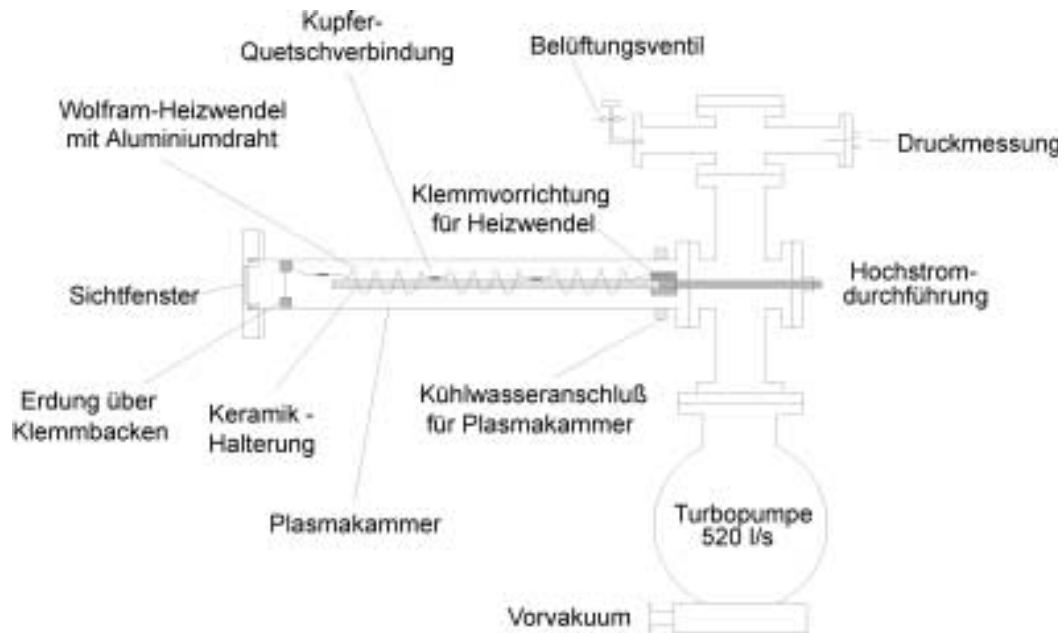 Kupfer-
Quetschverbindung
Belüftungsventil
Wolfram-Heizwendel
mit Aluminiumdraht
Druckmessung
Klemmvorrichtung
für Heizwendel
Sichtfenster
Hochstrom-
durchführung
Erdung über
Klemmbacken
Keramik -
Halterung
Kühlwasseranschluß
für Plasmakammer
Plasmakammer
Turbopumpe
520 l/s
Vorvakuum